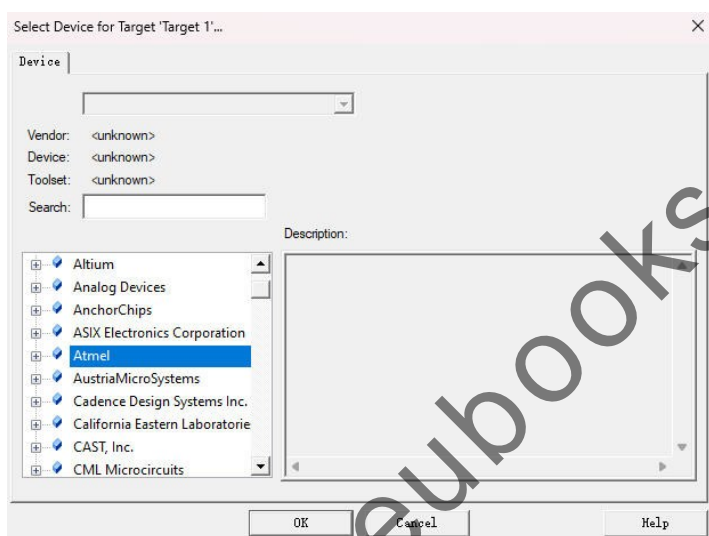 Select Device for Target 'Target 1'...
Device
Vendor: <unknown>
Device: <unknown>
Toolset: <unknown>
Search:
Description:
Altium
Analog Devices
AnchorChips
ASIX Electronics Corporation
Atmel
AustriaMicroSystems
Cadence Design Systems Inc.
California Eastern Laboratorie
CAST, Inc.
CML Microcircuits
OK Cancel Help
eubooks